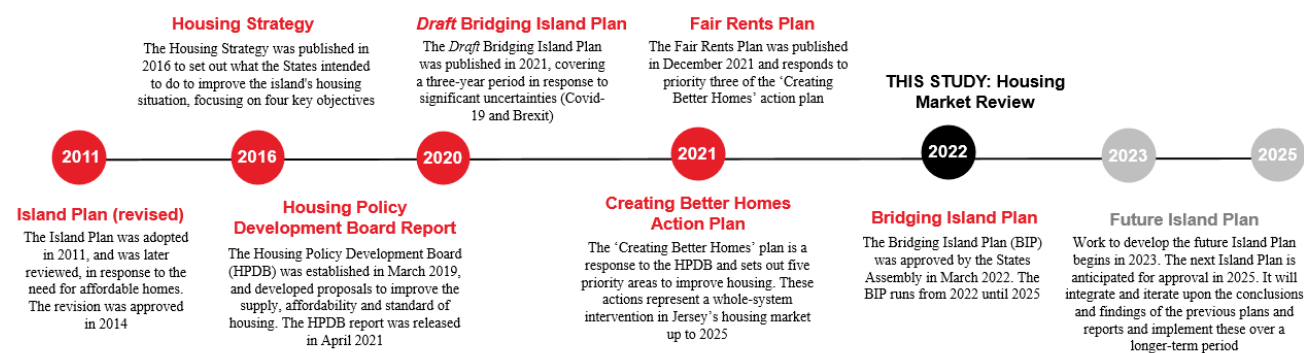 Housing Strategy
The Housing Strategy was published in
2016 to set out what the States intended
to do to improve the island's housing
situation, focusing on four key objectives
Draft Bridging Island Plan
The Draft Bridging Island Plan
was published in 2021, covering
a three-year period in response to
significant uncertainties (Covid-
19 and Brexit)
Fair Rents Plan
The Fair Rents Plan was published
in December 2021 and responds to
priority three of the ‘Creating
Better Homes’ action plan
THIS STUDY: Housing
Market Review
2011
2016
2020
2021
2022
2023
2025
Island Plan (revised)
The Island Plan was adopted
in 2011, and was later
reviewed, in response to the
need for affordable homes.
The revision was approved
in 2014
Housing Policy
Development Board Report
The Housing Policy Development Board
(HPDB) was established in March 2019,
and developed proposals to improve the
supply, affordability and standard of
housing. The HPDB report was released
in April 2021
Creating Better Homes
Action Plan
The ‘Creating Better Homes’ plan is a
response to the HPDB and sets out five
priority areas to improve housing. These
actions represent a whole-system
intervention in Jersey’s housing market
up to 2025
Bridging Island Plan
The Bridging Island Plan (BIP)
was approved by the States
Assembly in March 2022. The
BIP runs from 2022 until 2025
Future Island Plan
Work to develop the future Island Plan
begins in 2023. The next Island Plan is
anticipated for approval in 2025. It will
integrate and iterate upon the conclusions
and findings of the previous plans and
reports and implement these over a
longer-term period